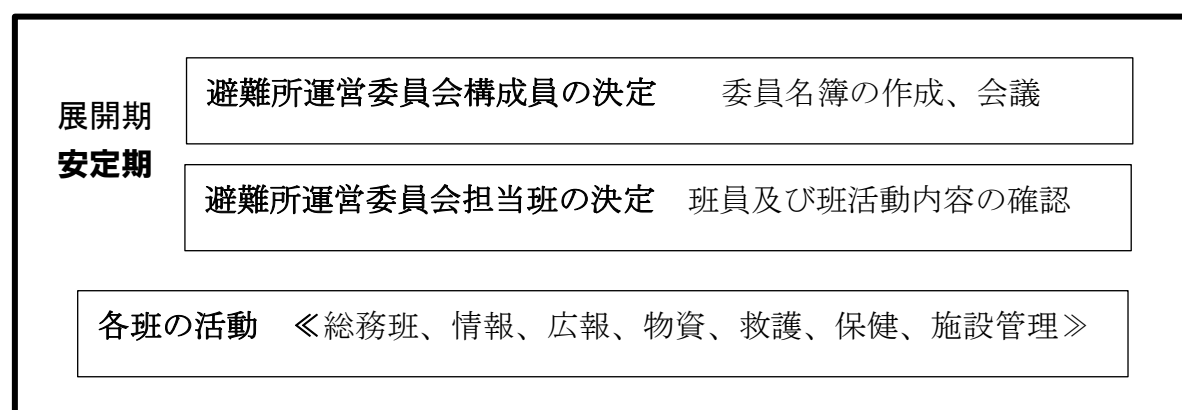 展開期
安定期
避難所運営委員会構成員の決定　　委員名簿の作成、会議
避難所運営委員会担当班の決定　班員及び班活動内容の確認
各班の活動　≪総務班、情報、広報、物資、救護、保健、施設管理≫